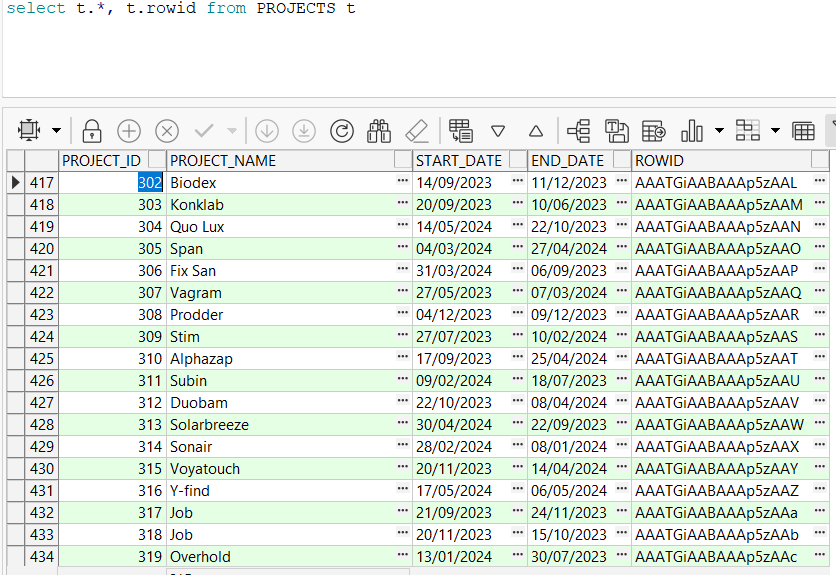 select t.*, t.rowid from PROJECTS t
PROJECT_ID PROJECT_NAME START_DATE END_DATE ROWID
417 302 Biodex ··· 14/09/2023 ··· 11/12/2023 ··· AAATGiAABAAAp5zAAL ···
418 303 Konklab ··· 20/09/2023 ··· 10/06/2023 ··· AAATGiAABAAAp5zAAM ···
419 304 Quo Lux ··· 14/05/2024 ··· 22/10/2023 ··· AAATGiAABAAAp5zAAN ···
420 305 Span ··· 04/03/2024 ··· 27/04/2024 ··· AAATGiAABAAAp5zAAO ···
421 306 Fix San ··· 31/03/2024 ··· 06/09/2023 ··· AAATGiAABAAAp5zAAP ···
422 307 Vagram ··· 27/05/2023 ··· 07/03/2024 ··· AAATGiAABAAAp5zAAQ ···
423 308 Prodder ··· 04/12/2023 ··· 09/12/2023 ··· AAATGiAABAAAp5zAAR ···
424 309 Stim ··· 27/07/2023 ··· 10/02/2024 ··· AAATGiAABAAAp5zAAS ···
425 310 Alphazap ··· 17/09/2023 ··· 25/04/2024 ··· AAATGiAABAAAp5zAAT ···
426 311 Subin ··· 09/02/2024 ··· 18/07/2023 ··· AAATGiAABAAAp5zAAU ···
427 312 Duobam ··· 22/10/2023 ··· 08/04/2024 ··· AAATGiAABAAAp5zAAV ···
428 313 Solarbreeze ··· 30/04/2024 ··· 22/09/2023 ··· AAATGiAABAAAp5zAAW ···
429 314 Sonair ··· 28/02/2024 ··· 08/01/2024 ··· AAATGiAABAAAp5zAAX ···
430 315 Voyatouch ··· 20/11/2023 ··· 14/04/2024 ··· AAATGiAABAAAp5zAAY ···
431 316 Y-find ··· 17/05/2024 ··· 06/05/2024 ··· AAATGiAABAAAp5zAAZ ···
432 317 Job ··· 21/09/2023 ··· 24/11/2023 ··· AAATGiAABAAAp5zAAa ···
433 318 Job ··· 20/11/2023 ··· 15/10/2023 ··· AAATGiAABAAAp5zAAb ···
434 319 Overhold ··· 13/01/2024 ··· 30/07/2023 ··· AAATGiAABAAAp5zAAc ···